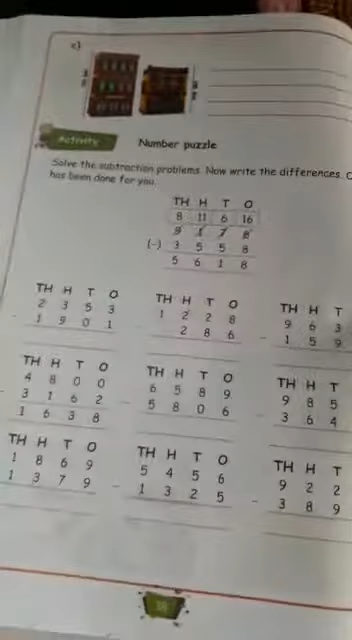 c)
Activity
Number puzzle
Solve the subtraction problems. Now write the differences.
has been done for you.
TH H T O
8 11 6 16
9 1 7 8
(-) 3 5 5 8
5 6 1 8
TH H T O TH H T O TH H T
2 3 5 3 1 2 2 8 9 6 3
- 1 9 0 1 - 2 8 6 - 1 5 9
TH H T O TH H T O TH H T
4 8 0 0 6 5 8 9 9 8 5
- 3 1 6 2 - 5 8 0 6 - 3 6 4
1 6 3 8
TH H T O TH H T O TH H T
1 8 6 9 5 4 5 6 9 2 2
1 3 7 9 - 1 3 2 5 - 3 8 9